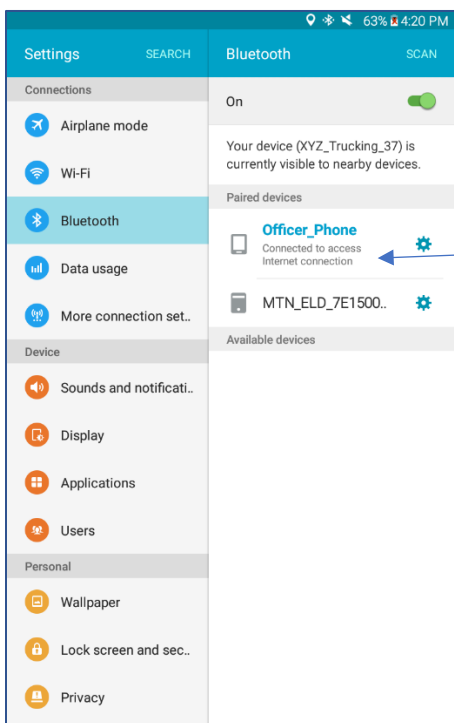 63% 4:20 PM
Settings SEARCH
Connections
Airplane mode
Wi-Fi
Bluetooth
Data usage
More connection set..
Device
Sounds and notificati..
Display
Applications
Users
Personal
Wallpaper
Lock screen and sec..
Privacy
Bluetooth SCAN
On
Your device (XYZ_Trucking_37) is
currently visible to nearby devices.
Paired devices
Officer_Phone
Connected to access
Internet connection
MTN_ELD_7E1500..
Available devices